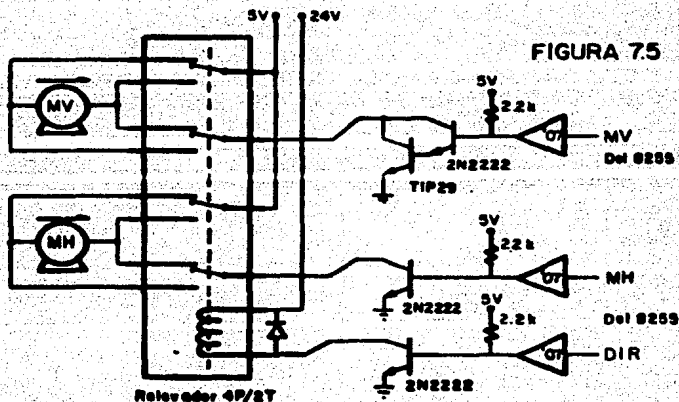 5V 24V
FIGURA 7.5
MV
5V
2.2k
07
MV
Del 8255
2N2222
TIP29
MH
5V
2.2k
07
MH
2N2222
Del 8255
5V
2.2k
07
DIR
2N2222
Relevador 4P/2T